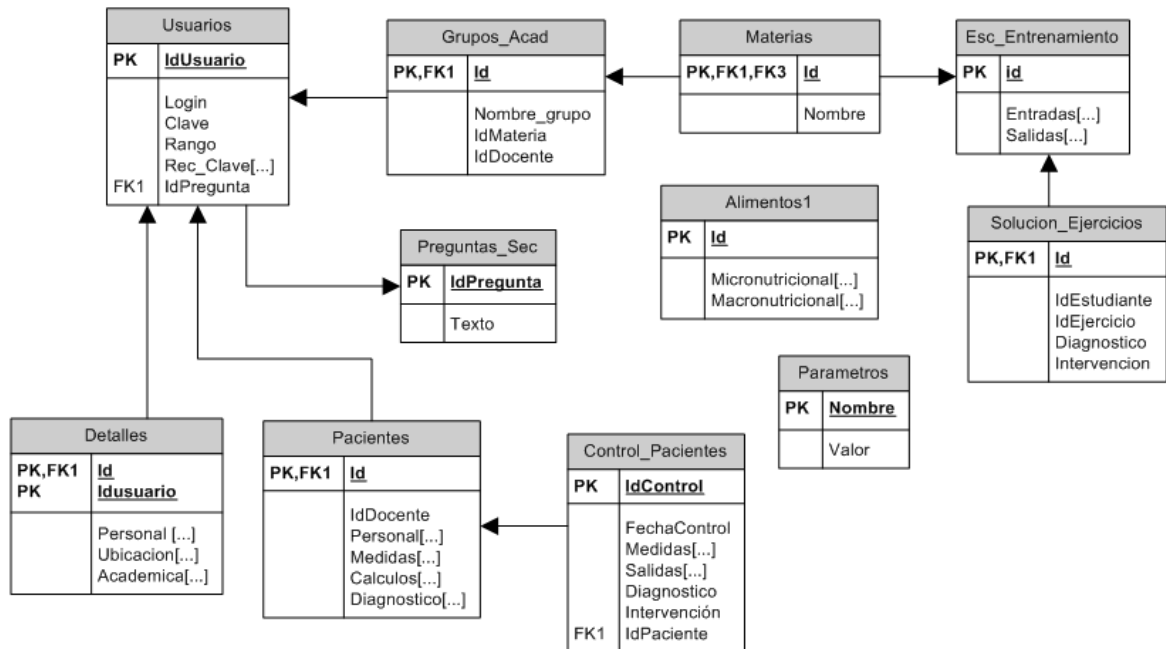 Usuarios
PK IdUsuario
Login
Clave
Rango
Rec_Clave[...]
FK1 IdPregunta
Grupos_Acad
PK,FK1 Id
Nombre_grupo
IdMateria
IdDocente
Materias
PK,FK1,FK3 Id
Nombre
Esc_Entrenamiento
PK id
Entradas[...]
Salidas[...]
Preguntas_Sec
PK IdPregunta
Texto
Alimentos1
PK Id
Micronutricional[...]
Macronutricional[...]
Solucion_Ejercicios
PK,FK1 Id
IdEstudiante
IdEjercicio
Diagnostico
Intervencion
Parametros
PK Nombre
Valor
Detalles
PK,FK1 Id
PK Idusuario
Personal [...]
Ubicacion[...]
Academica[...]
Pacientes
PK,FK1 Id
IdDocente
Personal[...]
Medidas[...]
Calculos[...]
Diagnostico[...]
Control_Pacientes
PK IdControl
FechaControl
Medidas[...]
Salidas[...]
Diagnostico
Intervención
FK1 IdPaciente